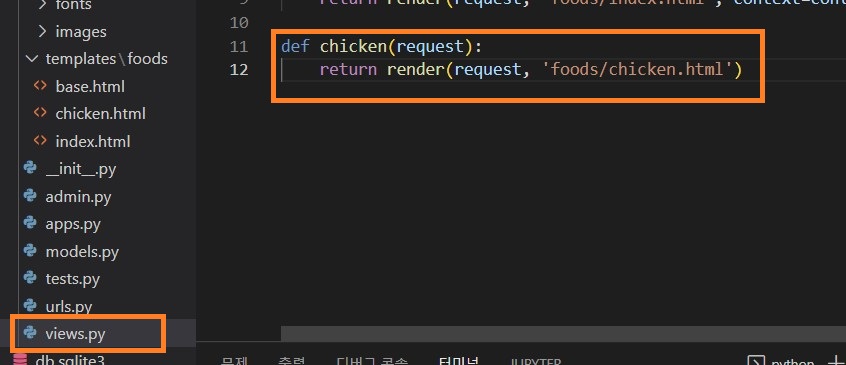 fonts
images
templates\foods
base.html
chicken.html
index.html
__init__.py
admin.py
apps.py
models.py
tests.py
urls.py
views.py
db.sqlite3
9 return render(request, 'foods/index.html', context=cont
10
11 def chicken(request):
12 return render(request, 'foods/chicken.html')
문제 출력 디버그 콘솔 터미널 JUPYTER python